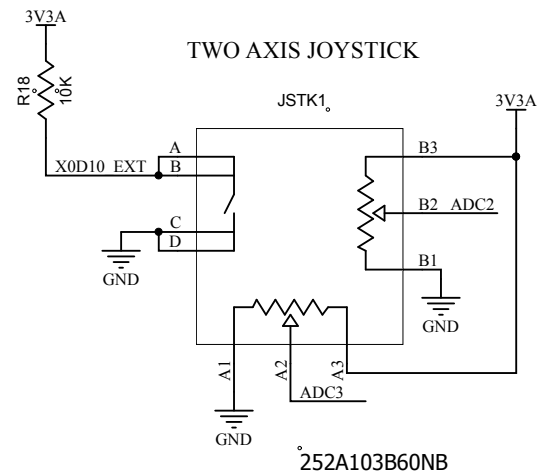 3V3A
TWO AXIS JOYSTICK
R18
10K
JSTK1
3V3A
A
B3
X0D10_EXT
B
B2 ADC2
C
D
B1
GND
GND
A1
A2
A3
ADC3
GND
252A103B60NB